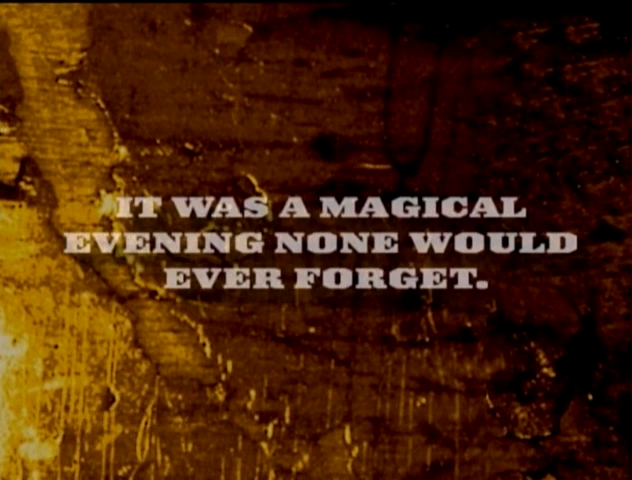 IT WAS A MAGICAL
EVENING NONE WOULD
EVER FORGET.